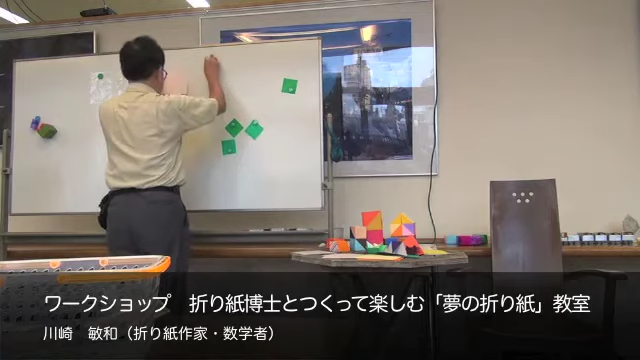 ワークショップ　折り紙博士とつくって楽しむ「夢の折り紙」教室
川崎　敏和（折り紙作家・数学者）